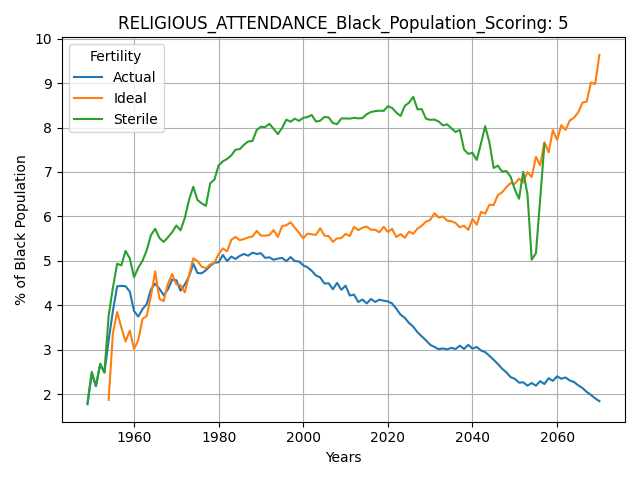 RELIGIOUS_ATTENDANCE_Black_Population_Scoring: 5
Fertility
Actual
Ideal
Sterile
% of Black Population
10
9
8
7
6
5
4
3
2
1960 1980 2000 2020 2040 2060
Years